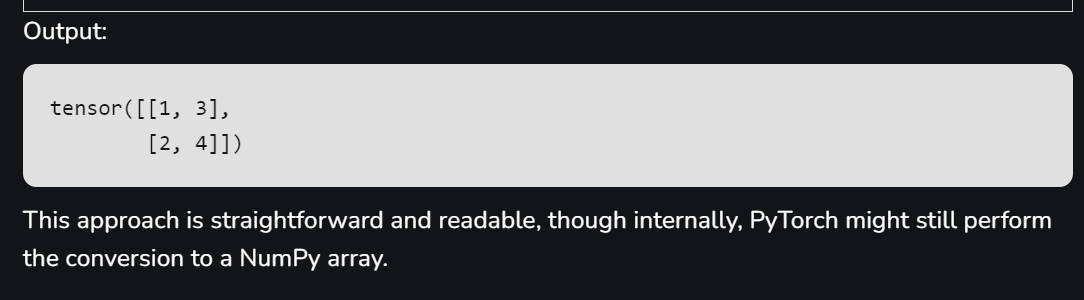 Output:
tensor([[1, 3],
        [2, 4]])
This approach is straightforward and readable, though internally, PyTorch might still perform
the conversion to a NumPy array.